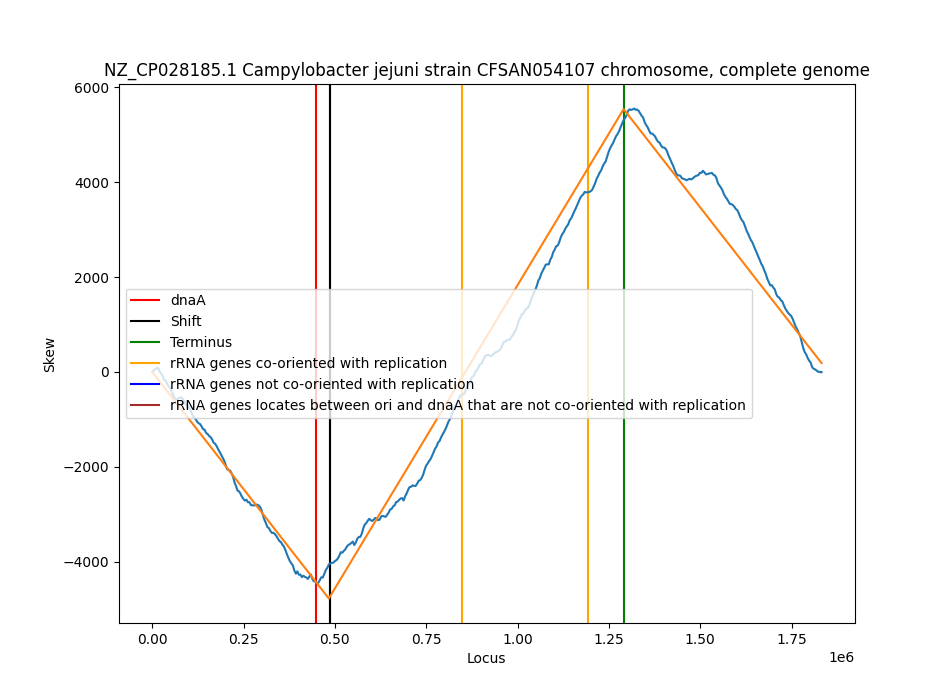 NZ_CP028185.1 Campylobacter jejuni strain CFSAN054107 chromosome, complete genome
6000
4000
2000
0
−2000
−4000
Skew
dnaA
Shift
Terminus
rRNA genes co-oriented with replication
rRNA genes not co-oriented with replication
rRNA genes locates between ori and dnaA that are not co-oriented with replication
0.00 0.25 0.50 0.75 1.00 1.25 1.50 1.75
1e6
Locus